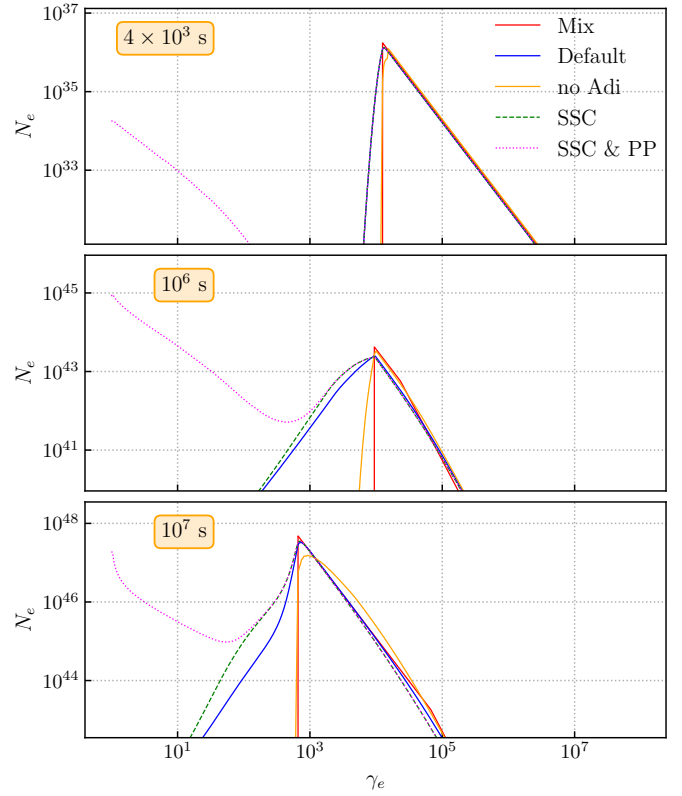 10^37
4 × 10^3 s
Mix
Default
no Adi
SSC
SSC & PP
10^35
10^33
N_e
10^45
10^6 s
10^43
10^41
N_e
10^48
10^7 s
10^46
10^44
N_e
10^1 10^3 10^5 10^7
γ_e